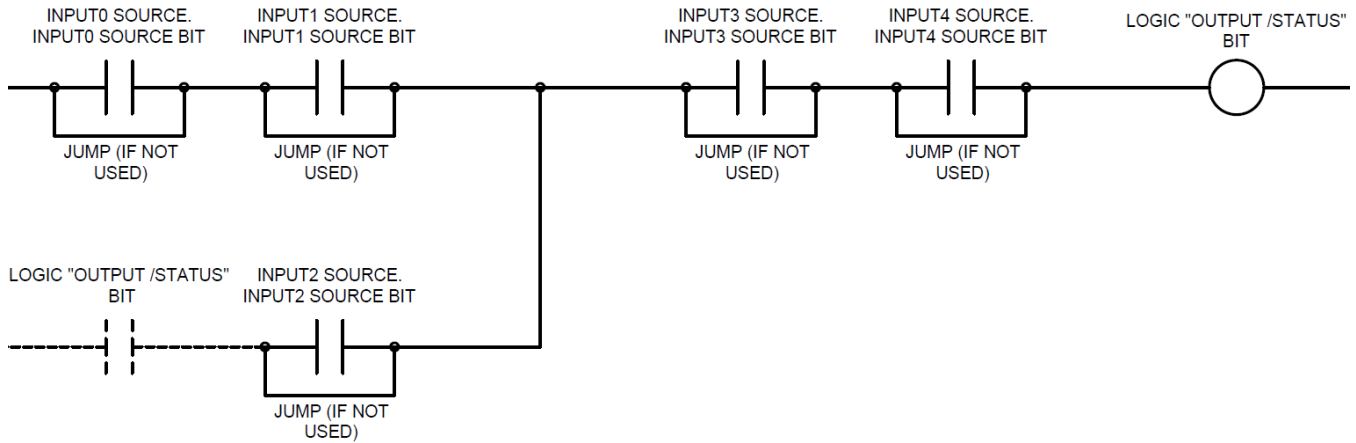 INPUT0 SOURCE.
INPUT0 SOURCE BIT
INPUT1 SOURCE.
INPUT1 SOURCE BIT
INPUT3 SOURCE.
INPUT3 SOURCE BIT
INPUT4 SOURCE.
INPUT4 SOURCE BIT
LOGIC "OUTPUT /STATUS"
BIT
JUMP (IF NOT
USED)
JUMP (IF NOT
USED)
JUMP (IF NOT
USED)
JUMP (IF NOT
USED)
LOGIC "OUTPUT /STATUS"
BIT
INPUT2 SOURCE.
INPUT2 SOURCE BIT
JUMP (IF NOT
USED)